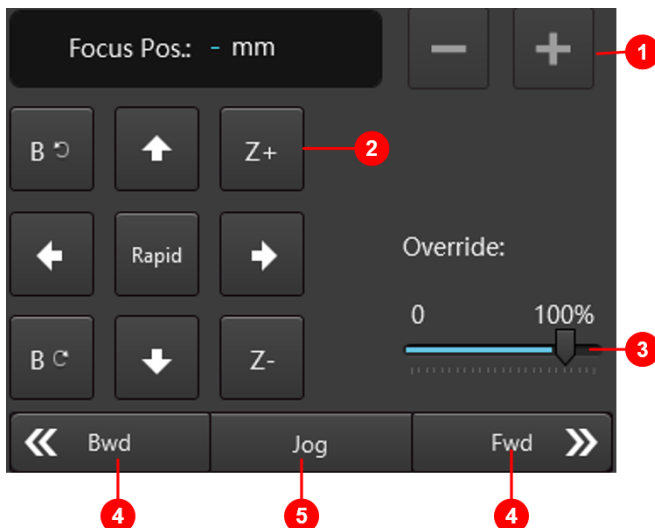 Focus Pos.: - mm
1
B Z+
2
Rapid
Override:
0 100%
B Z-
3
Bwd Jog Fwd
4 5 4